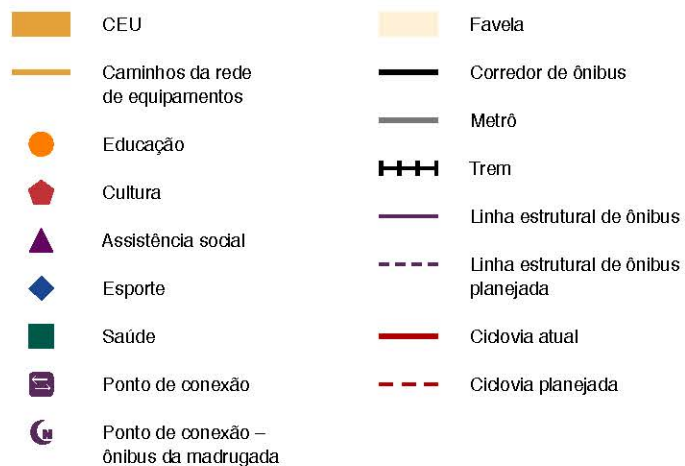 CEU
Caminhos da rede
de equipamentos
Educação
Cultura
Assistência social
Esporte
Saúde
Ponto de conexão
N
Ponto de conexão –
ônibus da madrugada
Favela
Corredor de ônibus
Metrô
Trem
Linha estrutural de ônibus
Linha estrutural de ônibus
planejada
Ciclovia atual
Ciclovia planejada